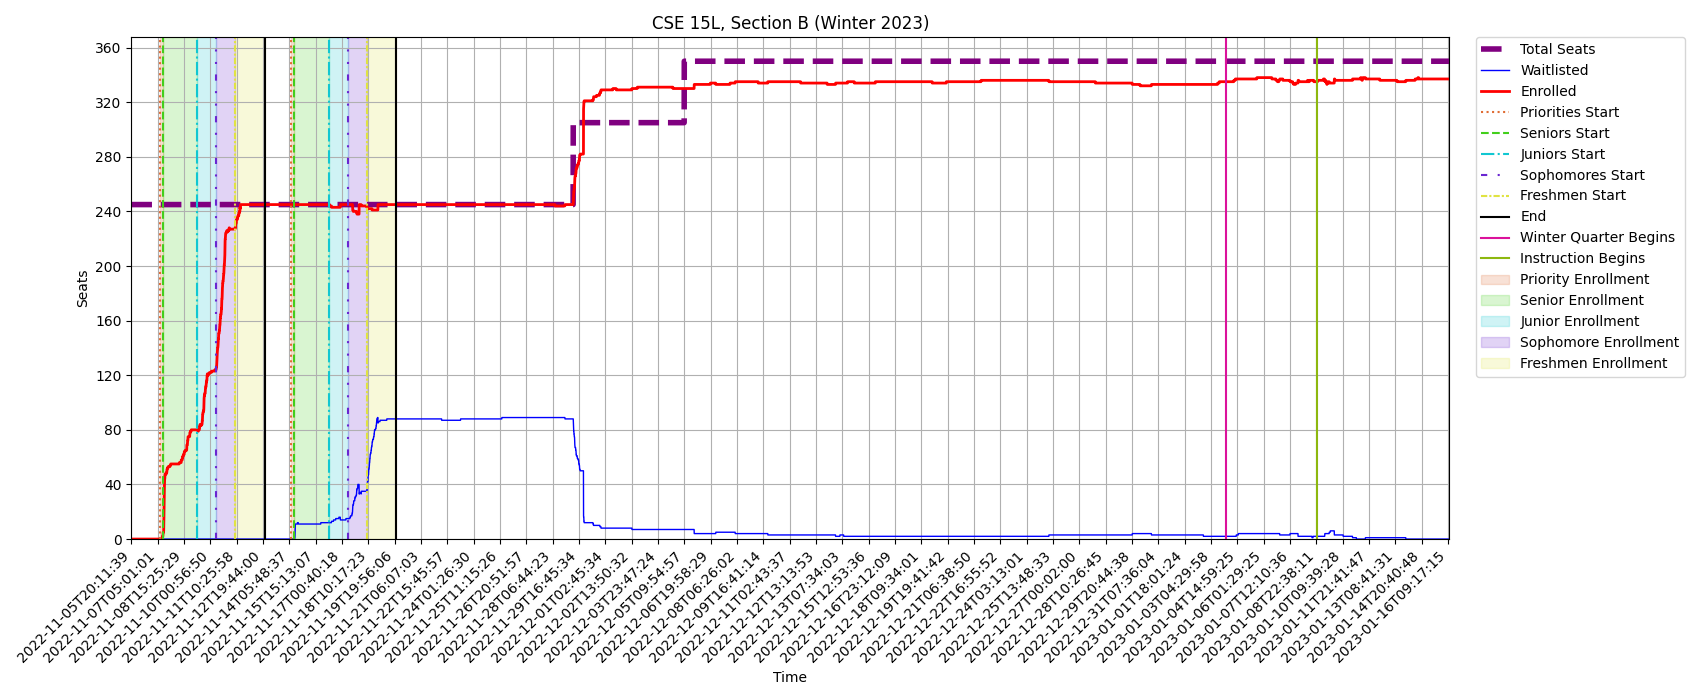 CSE 15L, Section B (Winter 2023)
Seats
360
320
280
240
200
160
120
80
40
0
2022-11-05T20:11:39
2022-11-07T05:01:01
2022-11-08T15:25:29
2022-11-10T00:56:50
2022-11-11T10:25:58
2022-11-12T19:44:00
2022-11-14T05:48:37
2022-11-15T15:13:07
2022-11-17T00:40:18
2022-11-18T10:17:23
2022-11-19T19:56:06
2022-11-21T06:07:03
2022-11-22T15:45:57
2022-11-24T01:26:30
2022-11-25T11:15:26
2022-11-26T20:51:57
2022-11-28T06:44:23
2022-11-29T16:45:34
2022-12-01T02:45:34
2022-12-02T13:50:32
2022-12-03T23:47:24
2022-12-05T09:54:57
2022-12-06T19:58:29
2022-12-08T06:26:02
2022-12-09T16:41:14
2022-12-11T02:43:37
2022-12-12T12:13:53
2022-12-13T07:34:03
2022-12-15T12:53:36
2022-12-16T23:12:09
2022-12-18T09:34:01
2022-12-19T19:41:42
2022-12-21T06:38:50
2022-12-22T16:55:52
2022-12-24T03:13:01
2022-12-25T13:48:33
2022-12-27T00:02:00
2022-12-28T10:26:45
2022-12-29T20:44:38
2022-12-31T07:36:04
2023-01-01T18:01:24
2023-01-03T04:29:58
2023-01-04T14:59:25
2023-01-06T01:29:25
2023-01-07T12:10:36
2023-01-08T22:38:11
2023-01-10T09:39:28
2023-01-11T21:41:47
2023-01-13T08:41:31
2023-01-14T20:40:48
2023-01-16T09:17:15
Time
Total Seats
Waitlisted
Enrolled
Priorities Start
Seniors Start
Juniors Start
Sophomores Start
Freshmen Start
End
Winter Quarter Begins
Instruction Begins
Priority Enrollment
Senior Enrollment
Junior Enrollment
Sophomore Enrollment
Freshmen Enrollment